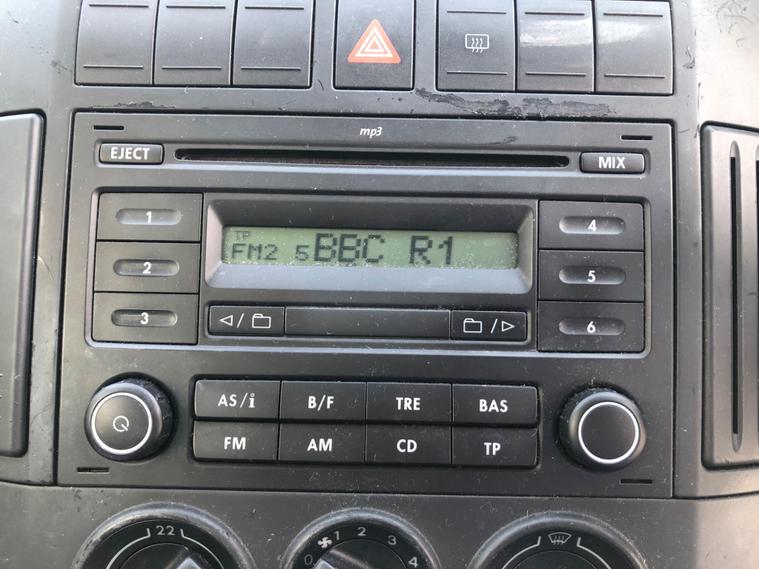 mp3
EJECT
MIX
1
4
TP
FM2 5 BBC R1
2
5
3
6
AS/i
B/F
TRE
BAS
FM
AM
CD
TP
22
0 1 2 3 4